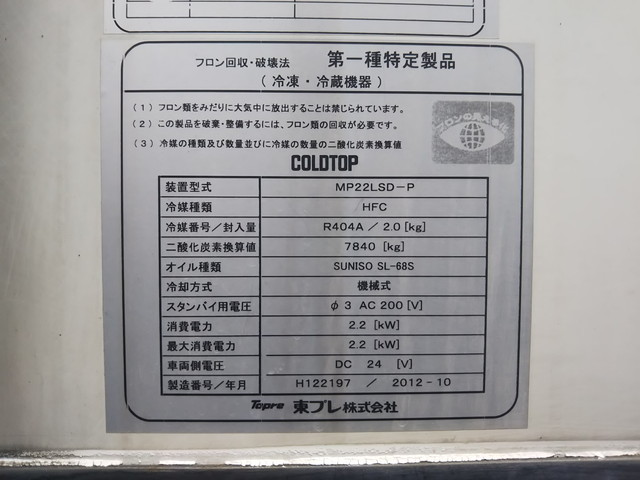 フロン回収・破壊法 第一種特定製品
(冷凍・冷蔵機器)
(1) フロン類をみだりに大気中に放出することは禁じられています。
(2) この製品を破棄・整備するには、フロン類の回収が必要です。
(3) 冷媒の種類及び数量並びに冷媒の数量の二酸化炭素換算値
フロンの見える化
COLDTOP
装置型式 MP22LSD-P
冷媒種類 HFC
冷媒番号/封入量 R404A / 2.0 [kg]
二酸化炭素換算値 7840 [kg]
オイル種類 SUNISO SL-68S
冷却方式 機械式
スタンバイ用電圧 φ3 AC 200 [V]
消費電力 2.2 [kW]
最大消費電力 2.2 [kW]
車両側電圧 DC 24 [V]
製造番号/年月 H122197 / 2012-10
Topre 東プレ株式会社